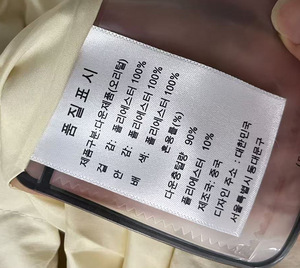 품질표시
제품구분:다운제품(오리털)
겉 감: 폴리에스터 100%
안 감: 폴리에스터 100%
배 색: 폴리에스터 100%
혼용률(%)
다운충털량 90%
폴리에스터 10%
제조국: 중국
디자인 주소 : 대한민국
서울특별시 동대문구